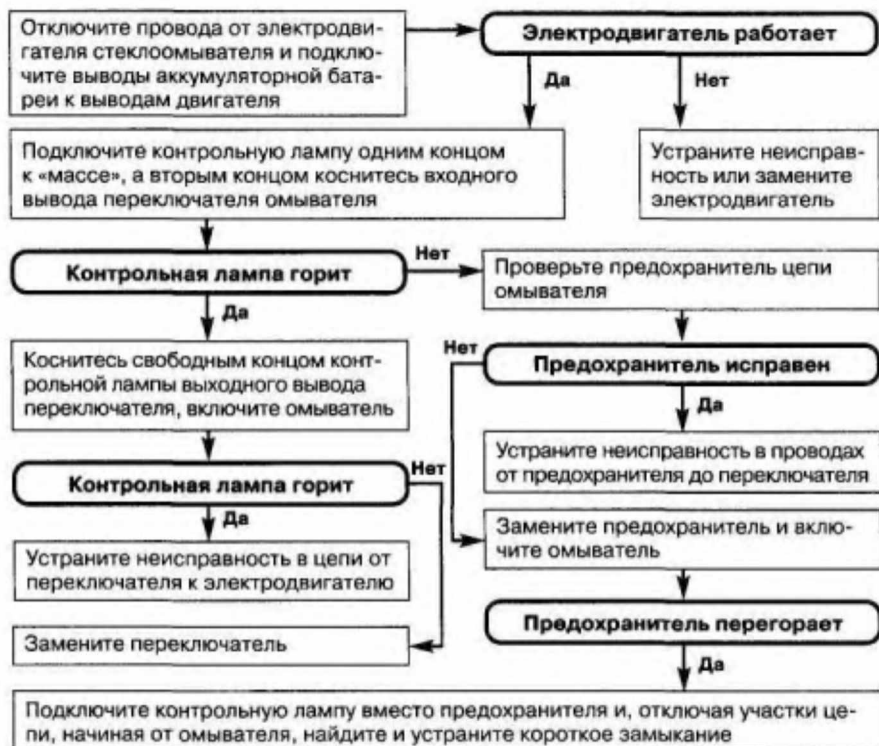 Отключите провода от электродви-
гателя стеклоомывателя и подклю-
чите выводы аккумуляторной бата-
реи к выводам двигателя
Электродвигатель работает
Да
Нет
Подключите контрольную лампу одним концом
к «массе», а вторым концом коснитесь входного
вывода переключателя омывателя
Устраните неисправ-
ность или замените
электродвигатель
Контрольная лампа горит
Нет
Проверьте предохранитель цепи
омывателя
Да
Коснитесь свободным концом конт-
рольной лампы выходного вывода
переключателя, включите омыватель
Нет
Предохранитель исправен
Да
Устраните неисправность в проводах
от предохранителя до переключателя
Контрольная лампа горит
Нет
Да
Устраните неисправность в цепи от
переключателя к электродвигателю
Замените предохранитель и вклю-
чите омыватель
Замените переключатель
Предохранитель перегорает
Да
Подключите контрольную лампу вместо предохранителя и, отключая участки це-
пи, начиная от омывателя, найдите и устраните короткое замыкание